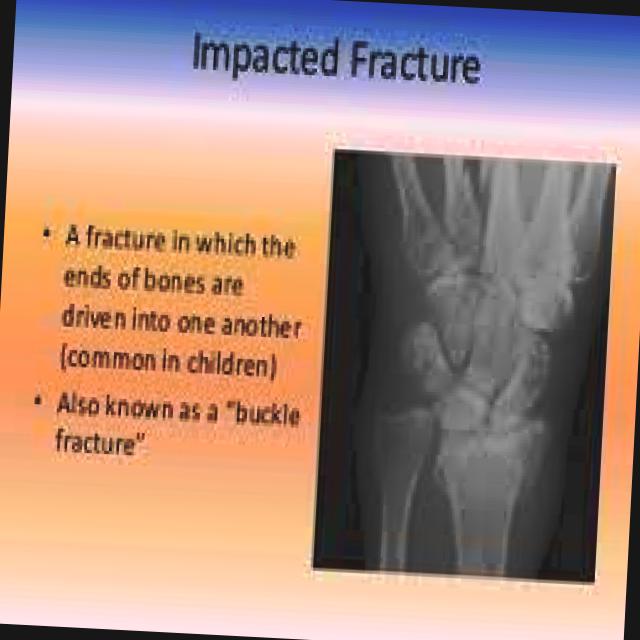 Impacted Fracture
• A fracture in which the
ends of bones are
driven into one another
(common in children)
• Also known as a "buckle
fracture"